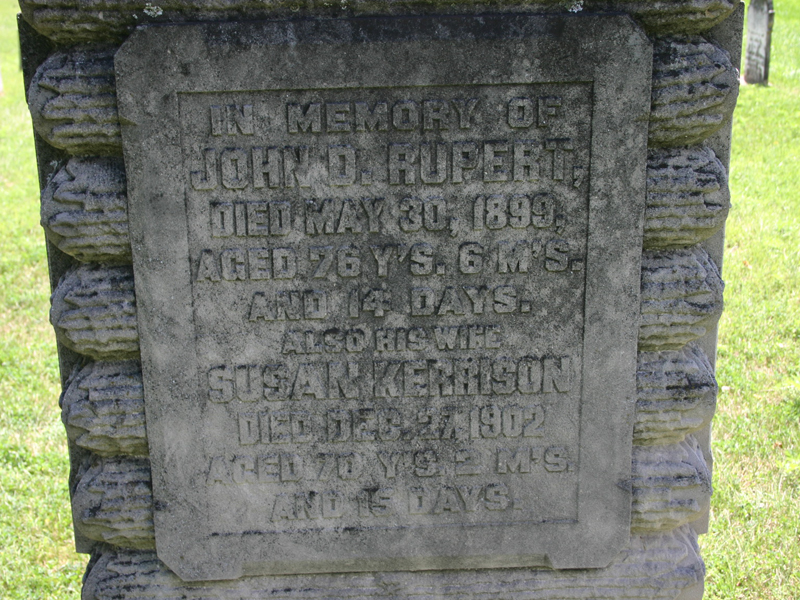 IN MEMORY OF
JOHN D. RUPERT,
DIED MAY 30, 1899,
AGED 76 Y'S. 6 M'S.
AND 14 DAYS.
ALSO HIS WIFE
SUSAN KERRISON
DIED DEC. 27, 1902
AGED 70 Y'S. 2 M'S.
AND 15 DAYS.